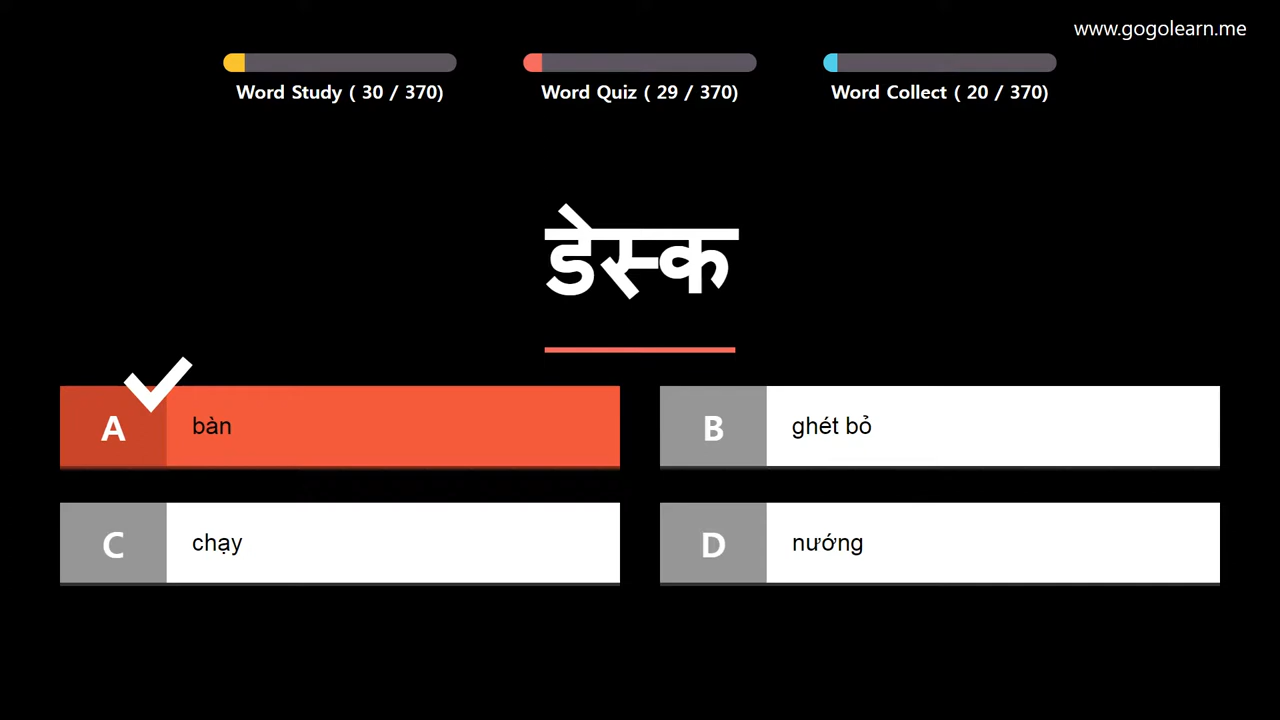 www.gogolearn.me
Word Study ( 30 / 370)
Word Quiz ( 29 / 370)
Word Collect ( 20 / 370)
डेस्क
A bàn
B ghét bỏ
C chạy
D nướng